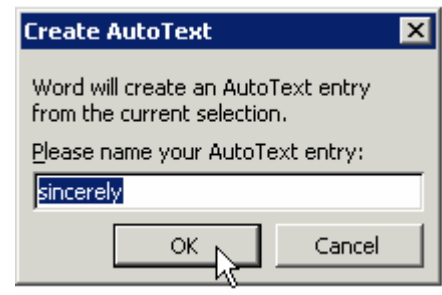 Create AutoText
Word will create an AutoText entry
from the current selection.
Please name your AutoText entry:
sincerely
OK Cancel